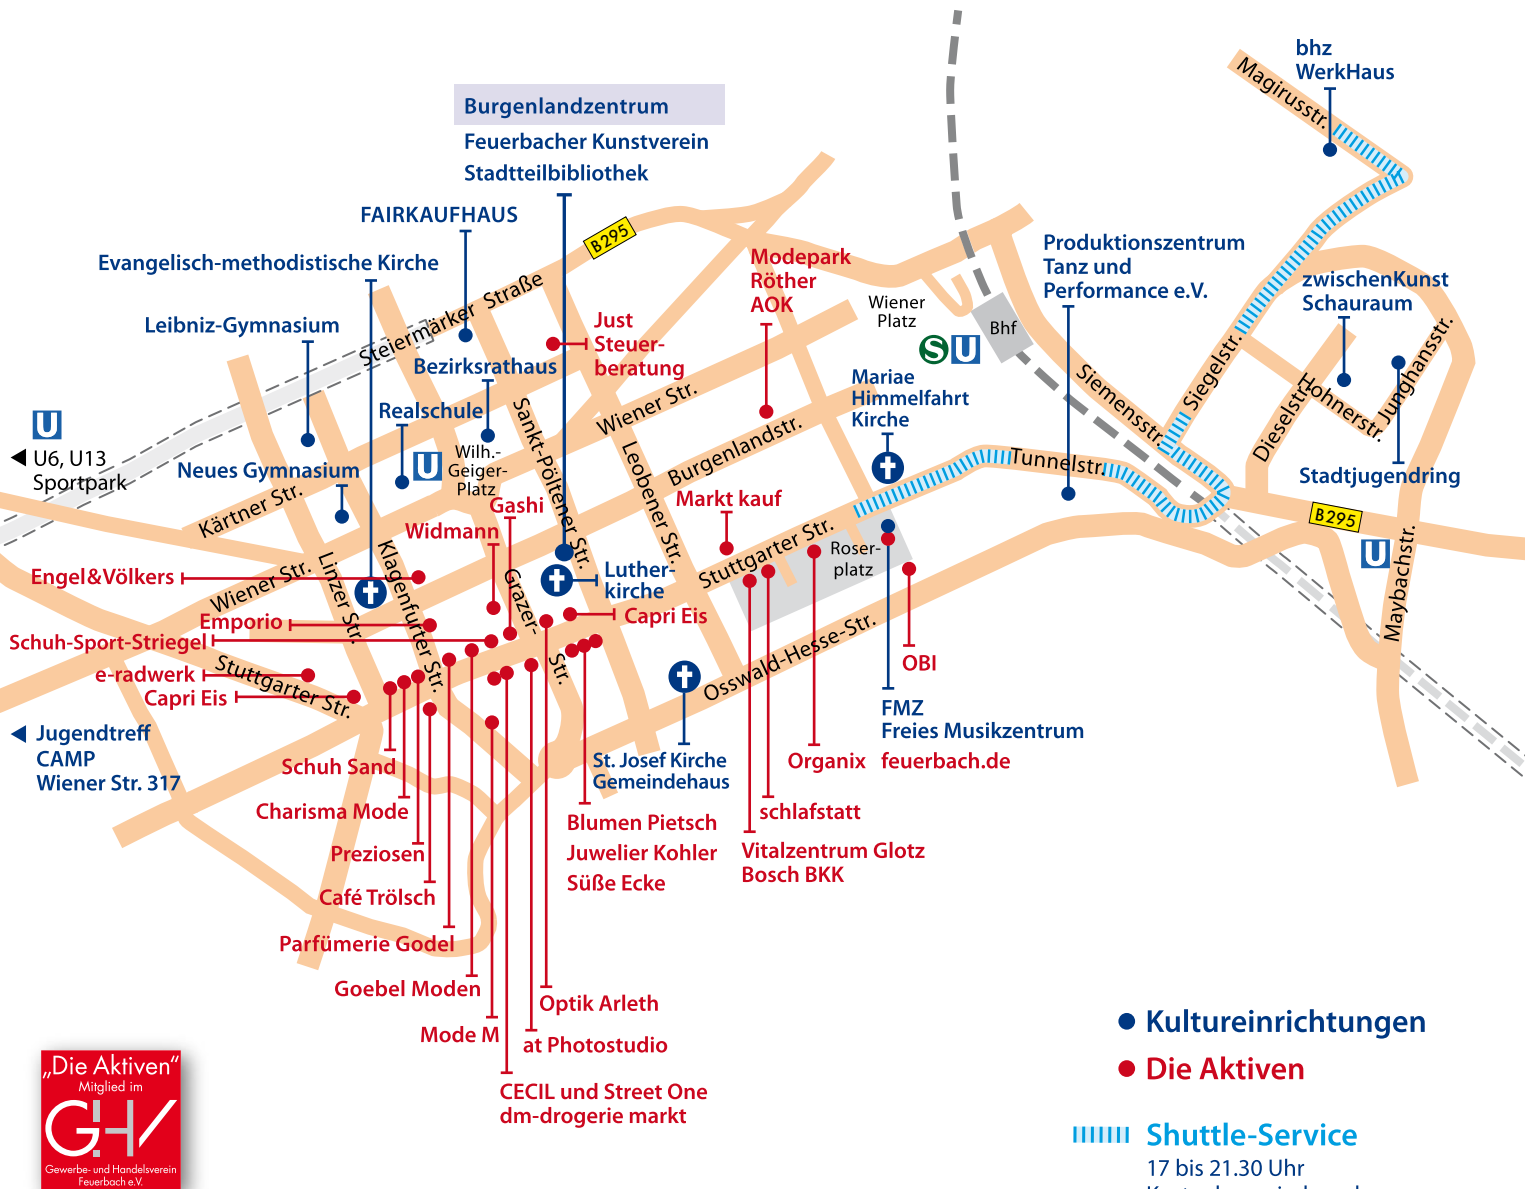 bhz
WerkHaus
Magirusstr.
Burgenlandzentrum
Feuerbacher Kunstverein
Stadtteilbibliothek
FAIRKAUFHAUS
B295
Evangelisch-methodistische Kirche
Leibniz-Gymnasium
Steiermärker Straße
Modepark
Röther
AOK
Wiener
Platz
Bhf
S
U
Produktionszentrum
Tanz und
Performance e.V.
zwischenKunst
Schauraum
Just
Steuer-
beratung
Bezirksrathaus
Realschule
Mariae
Himmelfahrt
Kirche
Siemensstr.
Siegelstr.
Dieselstr.
Hohnerstr.
Junghansstr.
Stadtjugendring
U
U6, U13
Sportpark
Neues Gymnasium
U
Wilh.-
Geiger-
Platz
Sankt-Pöltener Str.
Wiener Str.
Leobener Str.
Burgenlandstr.
Tunnelstr.
B295
U
Maybachstr.
Kärtner Str.
Gashi
Widmann
Markt kauf
Stuttgarter Str.
Roser-
platz
Engel&Völkers
Wiener Str.
Linzer Str.
Klagenfurter Str.
Grazer-
Str.
Luther-
kirche
Capri Eis
Emporio
Schuh-Sport-Striegel
e-radwerk
Capri Eis
Stuttgarter Str.
Osswald-Hesse-Str.
OBI
Jugendtreff
CAMP
Wiener Str. 317
FMZ
Freies Musikzentrum
feuerbach.de
Organix
St. Josef Kirche
Gemeindehaus
Schuh Sand
Charisma Mode
Preziosen
Café Trölsch
Parfümerie Godel
Goebel Moden
Mode M
Blumen Pietsch
Juwelier Kohler
Süße Ecke
schlafstatt
Vitalzentrum Glotz
Bosch BKK
Optik Arleth
at Photostudio
CECIL und Street One
dm-drogerie markt
Kultureinrichtungen
Die Aktiven
Shuttle-Service
17 bis 21.30 Uhr
„Die Aktiven“
Mitglied im
GHV
Gewerbe- und Handelsverein
Feuerbach e.V.